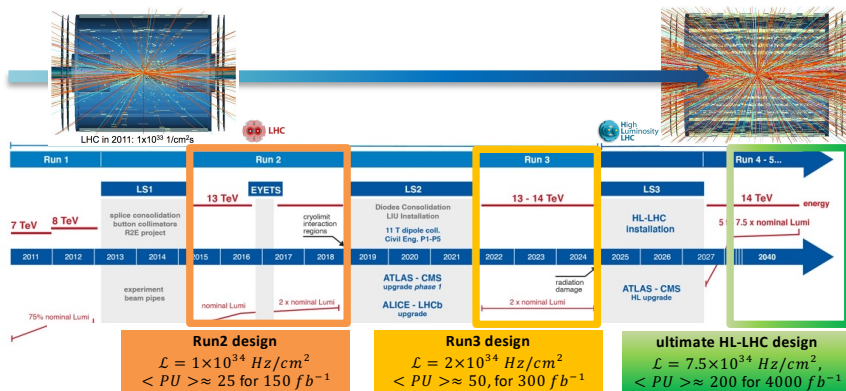 LHC in 2011: 1x10³³ 1/cm²s
LHC
High
Luminosity
LHC
Run 1
Run 2
Run 3
Run 4 - 5...
LS1
EYETS
LS2
LS3
13 TeV
13 - 14 TeV
14 TeV
energy
7 TeV
8 TeV
splice consolidation
button collimators
R2E project
cryolimit
interaction
regions
Diodes Consolidation
LIU Installation
11 T dipole coll.
Civil Eng. P1-P5
HL-LHC
installation
7.5 x nominal Lumi
2011
2012
2013
2014
2015
2016
2017
2018
2019
2020
2021
2022
2023
2024
2025
2026
2027
2040
experiment
beam pipes
ATLAS - CMS
upgrade phase 1
ALICE - LHCb
upgrade
radiation
damage
ATLAS - CMS
HL upgrade
75% nominal Lumi
nominal Lumi
2 x nominal Lumi
2 x nominal Lumi
Run2 design
ℒ = 1×10³⁴ Hz/cm²
< PU >≈ 25 for 150 fb⁻¹
Run3 design
ℒ = 2×10³⁴ Hz/cm²
< PU >≈ 50, for 300 fb⁻¹
ultimate HL-LHC design
ℒ = 7.5×10³⁴ Hz/cm²,
< PU >≈ 200 for 4000 fb⁻¹